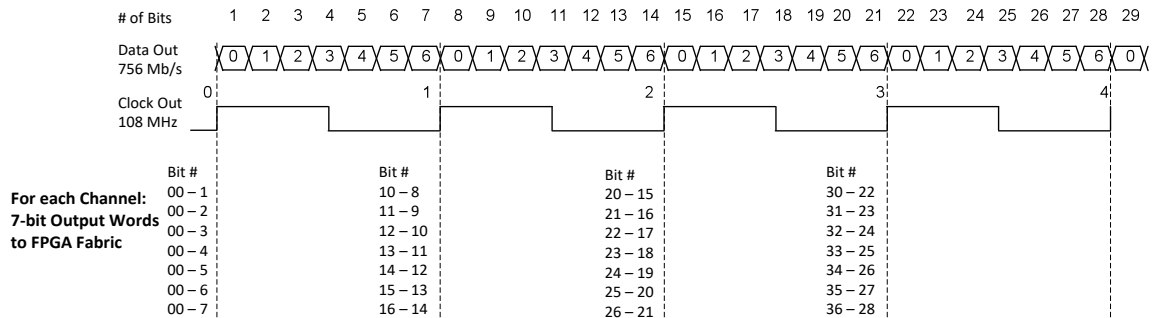 # of Bits 1 2 3 4 5 6 7 8 9 10 11 12 13 14 15 16 17 18 19 20 21 22 23 24 25 26 27 28 29
Data Out 0 1 2 3 4 5 6 0 1 2 3 4 5 6 0 1 2 3 4 5 6 0 1 2 3 4 5 6 0
756 Mb/s
0 1 2 3 4
Clock Out
108 MHz
For each Channel:
7-bit Output Words
to FPGA Fabric
Bit #
00 – 1
00 – 2
00 – 3
00 – 4
00 – 5
00 – 6
00 – 7
Bit #
10 – 8
11 – 9
12 – 10
13 – 11
14 – 12
15 – 13
16 – 14
Bit #
20 – 15
21 – 16
22 – 17
23 – 18
24 – 19
25 – 20
26 – 21
Bit #
30 – 22
31 – 23
32 – 24
33 – 25
34 – 26
35 – 27
36 – 28